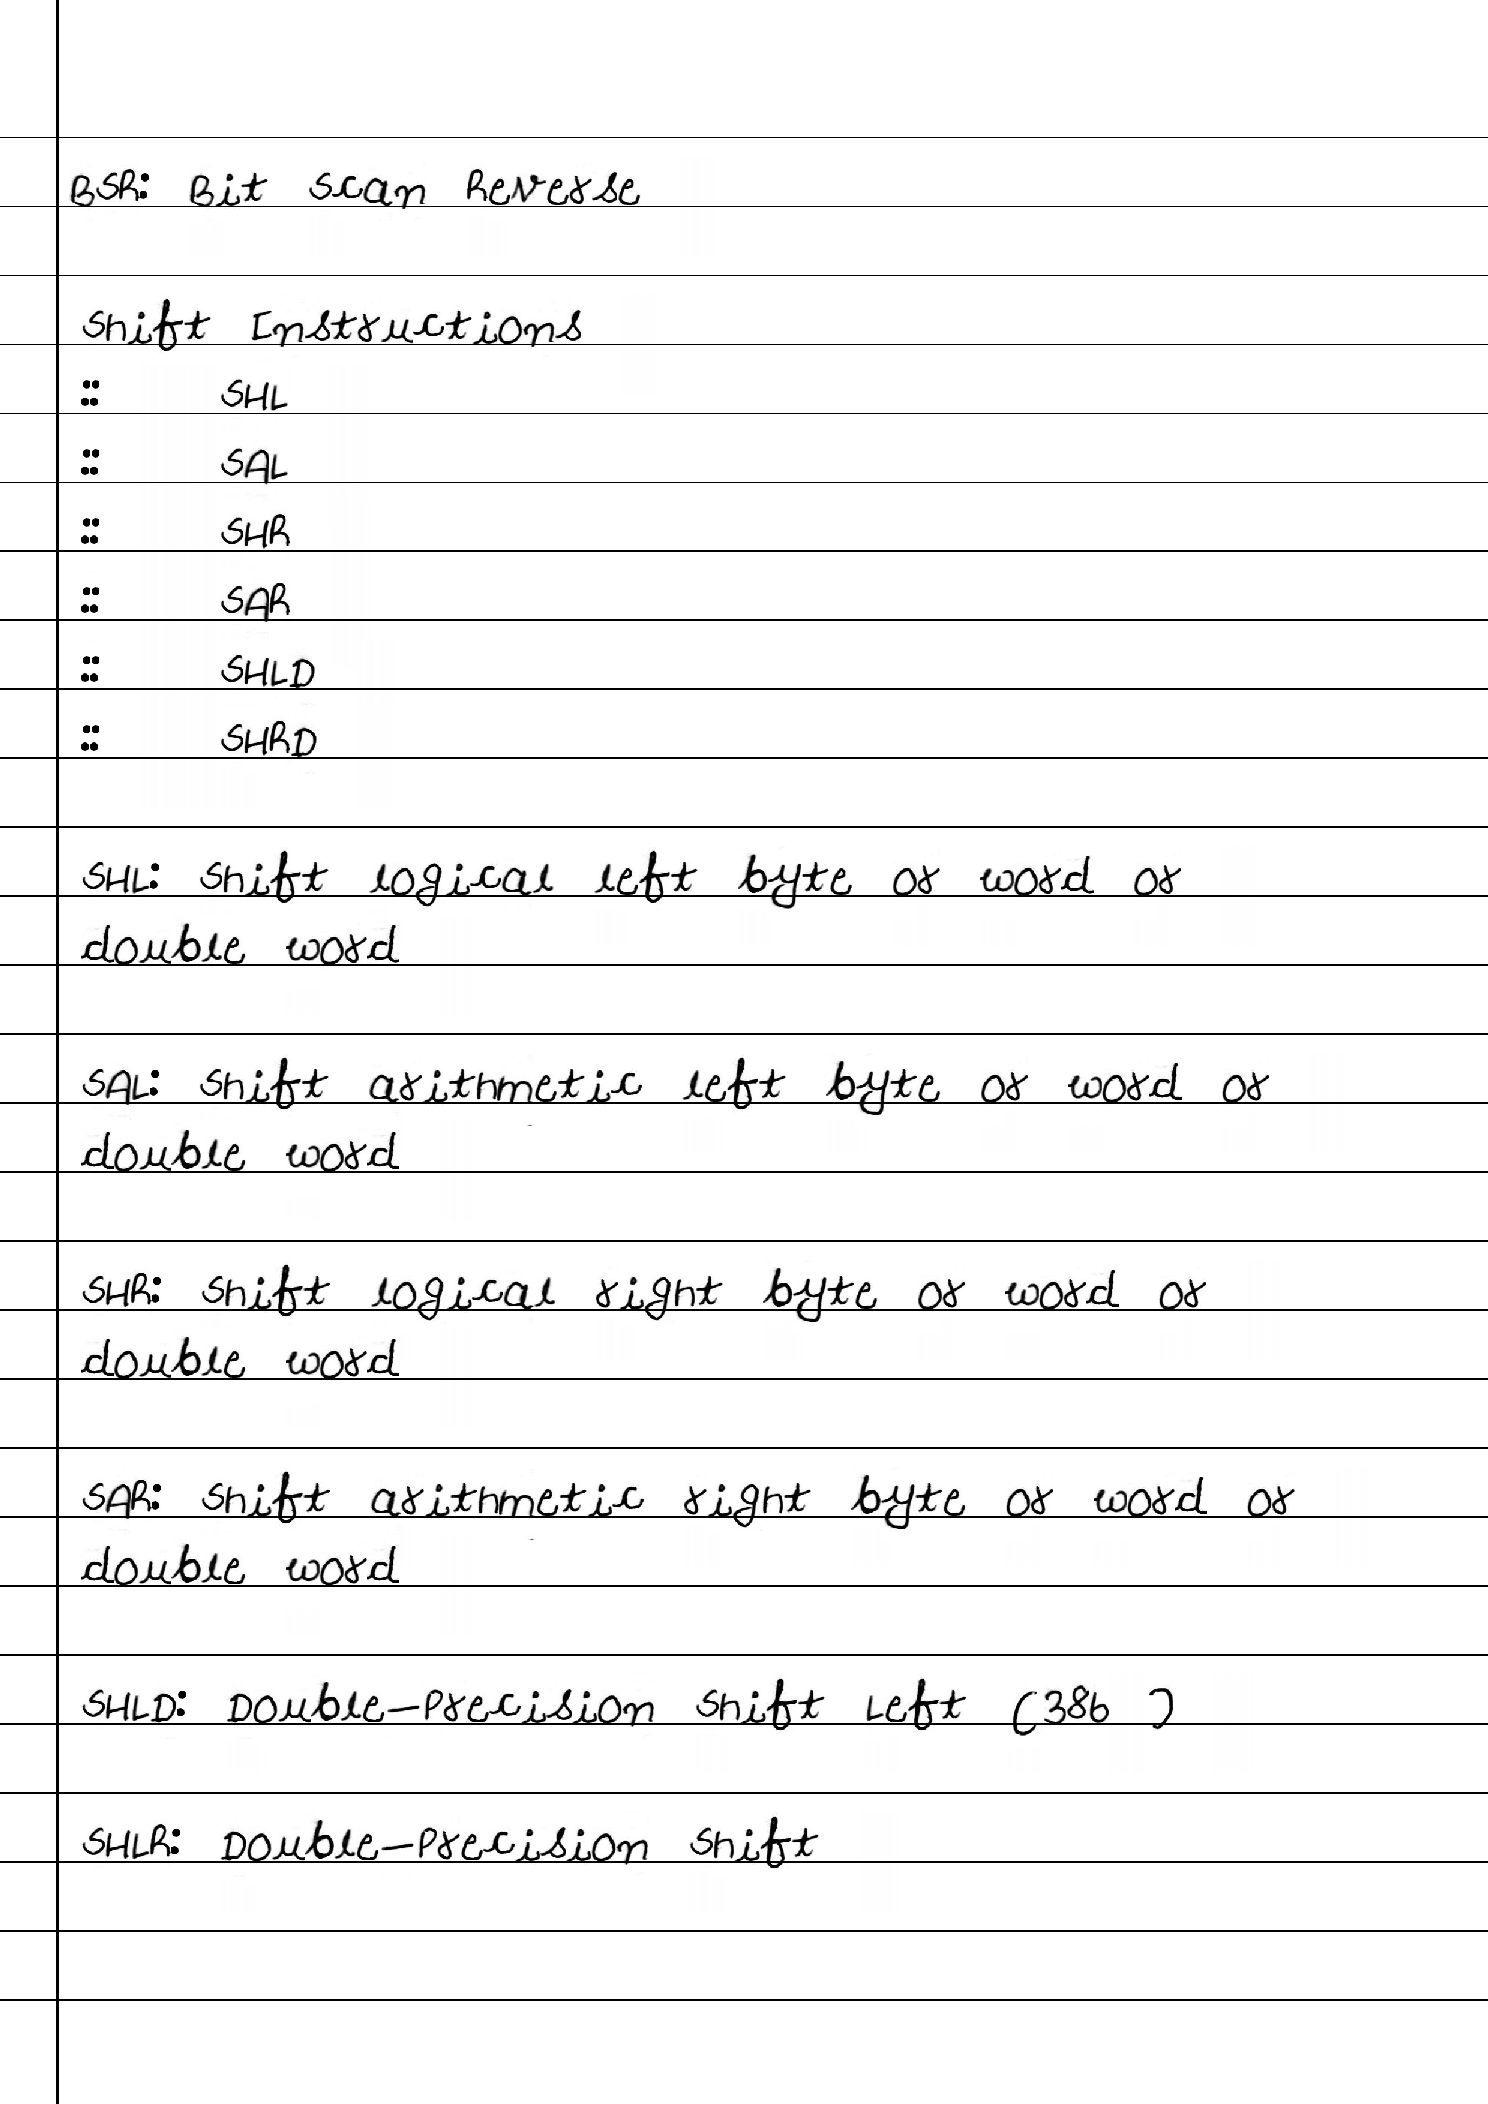 BSR: Bit Scan Reverse
Shift Instructions
:: SHL
:: SAL
:: SHR
:: SAR
:: SHLD
:: SHRD
SHL: Shift logical left byte or word or
double word
SAL: Shift arithmetic left byte or word or
double word
SHR: Shift logical right byte or word or
double word
SAR: Shift arithmetic right byte or word or
double word
SHLD: Double-Precision Shift Left (386 )
SHLR: Double-Precision Shift